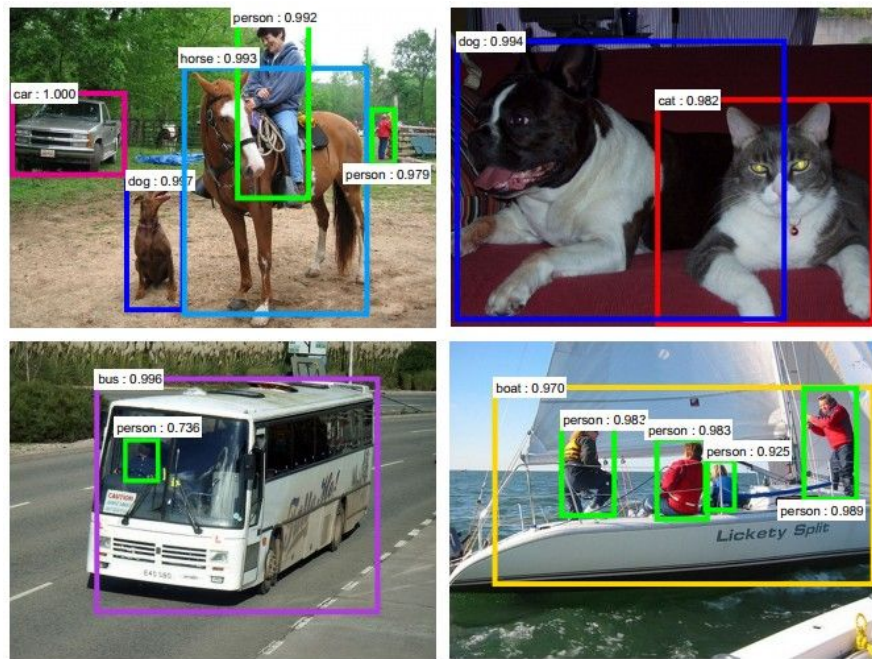 person : 0.992
horse : 0.993
car : 1.000
dog : 0.997
person : 0.979
dog : 0.994
cat : 0.982
bus : 0.996
person : 0.736
CAUTION
L
boat : 0.970
person : 0.983
person : 0.983
person : 0.925
person : 0.989
Lickety Split